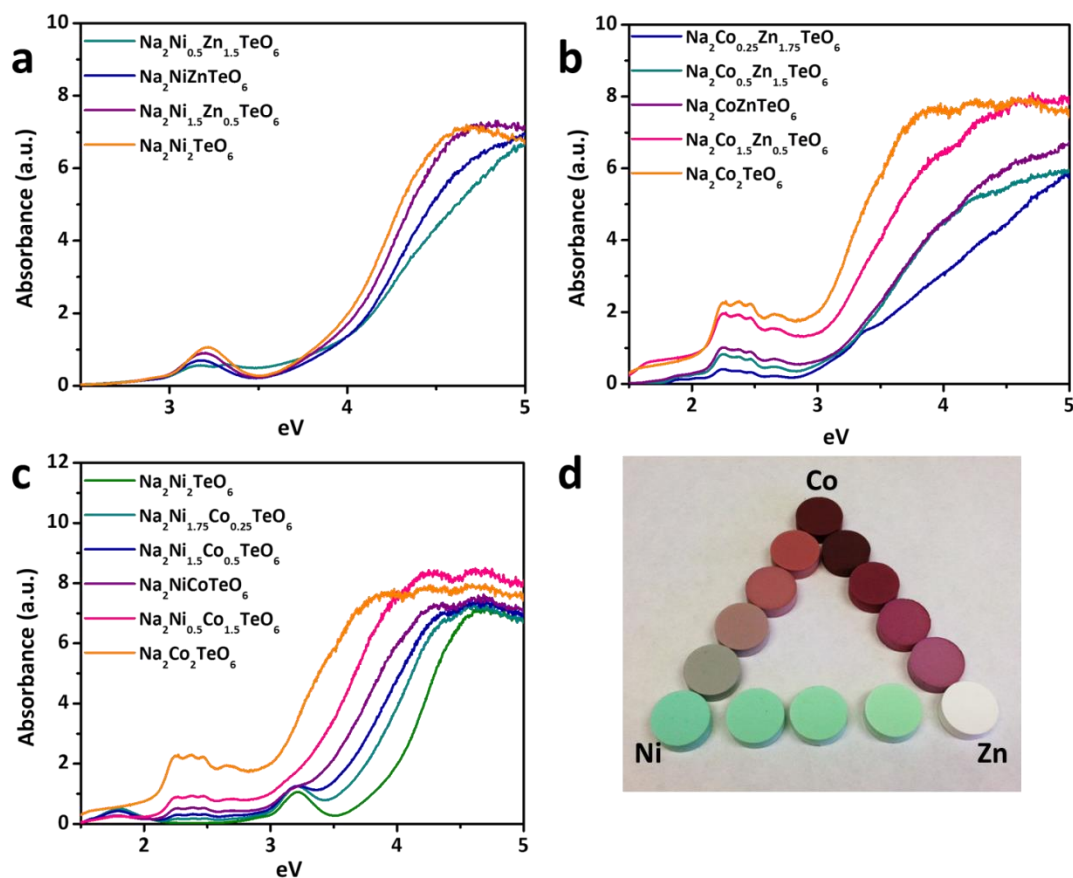 a
Na₂Ni₀.₅Zn₁.₅TeO₆
Na₂NiZnTeO₆
Na₂Ni₁.₅Zn₀.₅TeO₆
Na₂Ni₂TeO₆
Absorbance (a.u.)
10
8
6
4
2
0
3
4
5
eV
b
Na₂Co₀.₂₅Zn₁.₇₅TeO₆
Na₂Co₀.₅Zn₁.₅TeO₆
Na₂CoZnTeO₆
Na₂Co₁.₅Zn₀.₅TeO₆
Na₂Co₂TeO₆
Absorbance (a.u.)
10
8
6
4
2
0
2
3
4
5
eV
c
Na₂Ni₂TeO₆
Na₂Ni₁.₇₅Co₀.₂₅TeO₆
Na₂Ni₁.₅Co₀.₅TeO₆
Na₂NiCoTeO₆
Na₂Ni₀.₅Co₁.₅TeO₆
Na₂Co₂TeO₆
Absorbance (a.u.)
12
10
8
6
4
2
0
2
3
4
5
eV
d
Co
Ni
Zn